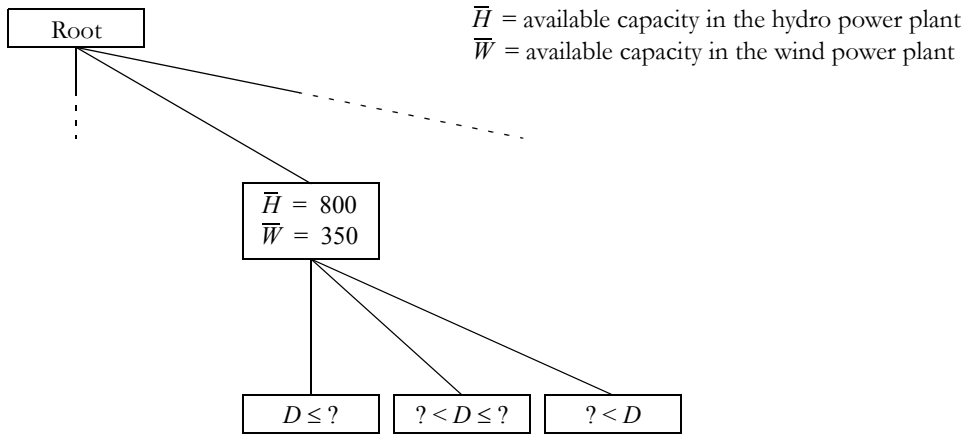 Root
H̅ = available capacity in the hydro power plant
W̅ = available capacity in the wind power plant
H̅ = 800
W̅ = 350
D ≤ ?
? < D ≤ ?
? < D